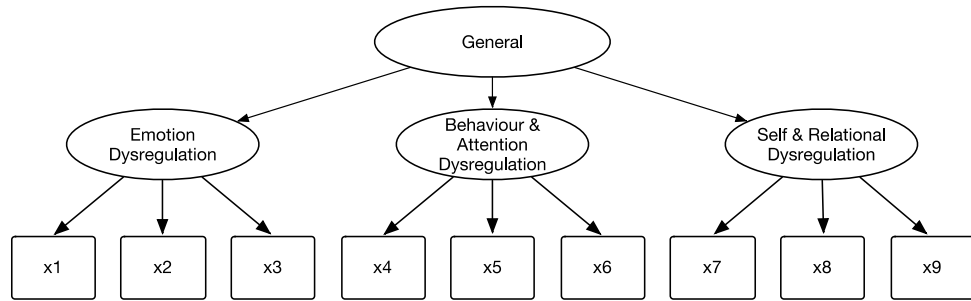 General
Emotion
Dysregulation
Behaviour &
Attention
Dysregulation
Self & Relational
Dysregulation
x1
x2
x3
x4
x5
x6
x7
x8
x9